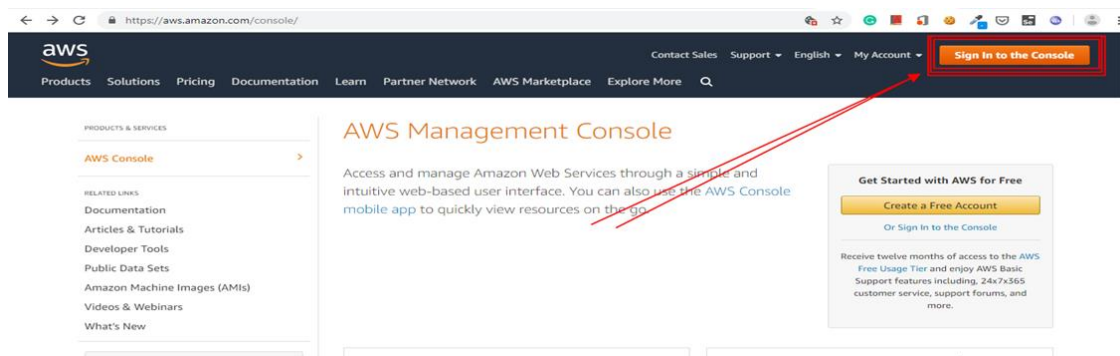 https://aws.amazon.com/console/
aws
Contact Sales Support English My Account Sign In to the Console
Products Solutions Pricing Documentation Learn Partner Network AWS Marketplace Explore More
PRODUCTS & SERVICES
AWS Console
RELATED LINKS
Documentation
Articles & Tutorials
Developer Tools
Public Data Sets
Amazon Machine Images (AMIs)
Videos & Webinars
What's New
AWS Management Console
Access and manage Amazon Web Services through a simple and
intuitive web-based user interface. You can also use the AWS Console
mobile app to quickly view resources on the go.
Get Started with AWS for Free
Create a Free Account
Or Sign In to the Console
Receive twelve months of access to the AWS
Free Usage Tier and enjoy AWS Basic
Support features including, 24x7x365
customer service, support forums, and
more.